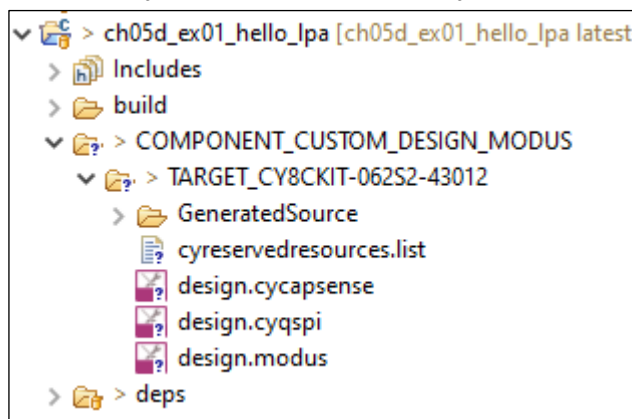 > ch05d_ex01_hello_lpa [ch05d_ex01_hello_lpa latest
Includes
build
> COMPONENT_CUSTOM_DESIGN_MODUS
> TARGET_CY8CKIT-062S2-43012
GeneratedSource
cyreservedresources.list
design.cycapsense
design.cyqspi
design.modus
> deps